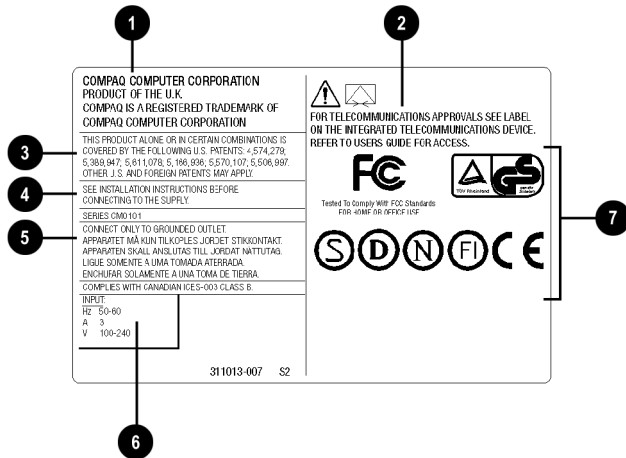 1
2
COMPAQ COMPUTER CORPORATION
PRODUCT OF THE U.K.
COMPAQ IS A REGISTERED TRADEMARK OF
COMPAQ COMPUTER CORPORATION
3
THIS PRODUCT ALONE OR IN CERTAIN COMBINATIONS IS
COVERED BY THE FOLLOWING U.S. PATENTS: 4,574,279;
5,389,947; 5,611,078; 5,166,936; 5,570,107; 5,506,997.
OTHER U.S. AND FOREIGN PATENTS MAY APPLY.
4
SEE INSTALLATION INSTRUCTIONS BEFORE
CONNECTING TO THE SUPPLY.
SERIES CM0101
5
CONNECT ONLY TO GROUNDED OUTLET.
APPARATET MÅ KUN TILKOPLES JORDET STIKKONTAKT.
APPARATEN SKALL ANSLUTAS TILL JORDAT NATTUTAG.
LIGUE SOMENTE A UMA TOMADA ATERRADA.
ENCHUFAR SOLAMENTE A UNA TOMA DE TIERRA.
COMPLIES WITH CANADIAN ICES-003 CLASS B.
INPUT:
Hz 50-60
A 3
V 100-240
6
311013-007 S2
FOR TELECOMMUNICATIONS APPROVALS SEE LABEL
ON THE INTEGRATED TELECOMMUNICATIONS DEVICE.
REFER TO USERS GUIDE FOR ACCESS.
FC
Tested To Comply With FCC Standards
FOR HOME OR OFFICE USE
TÜV Rheinland
GS
7
S D N FI CE